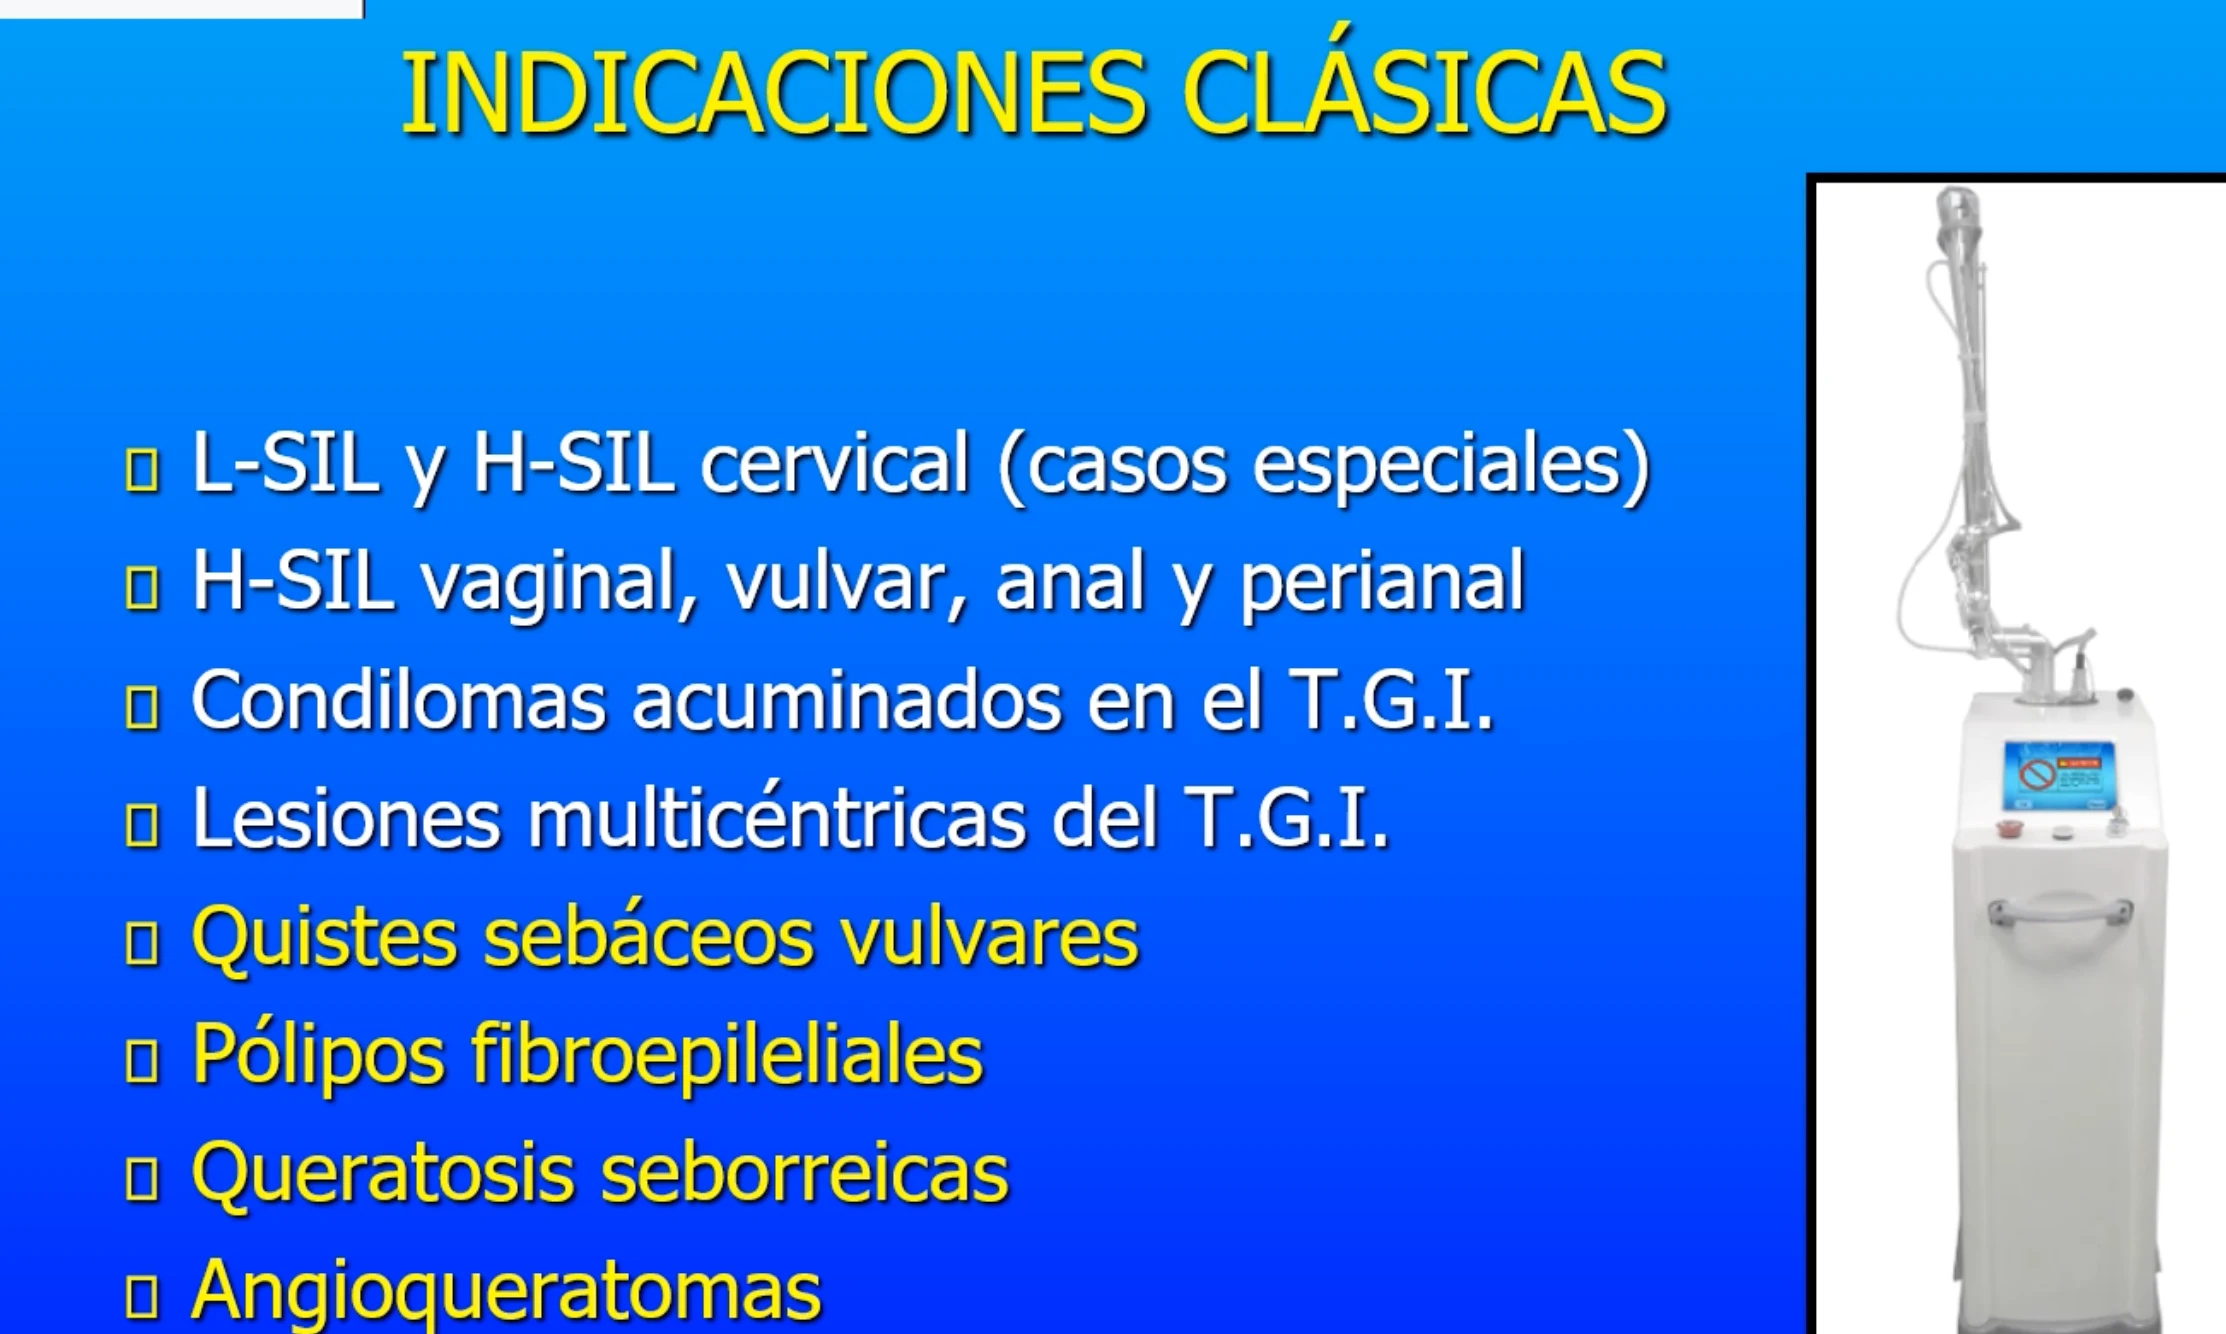 INDICACIONES CLÁSICAS
L-SIL y H-SIL cervical (casos especiales)
H-SIL vaginal, vulvar, anal y perianal
Condilomas acuminados en el T.G.I.
Lesiones multicéntricas del T.G.I.
Quistes sebáceos vulvares
Pólipos fibroepileliales
Queratosis seborreicas
Angioqueratomas